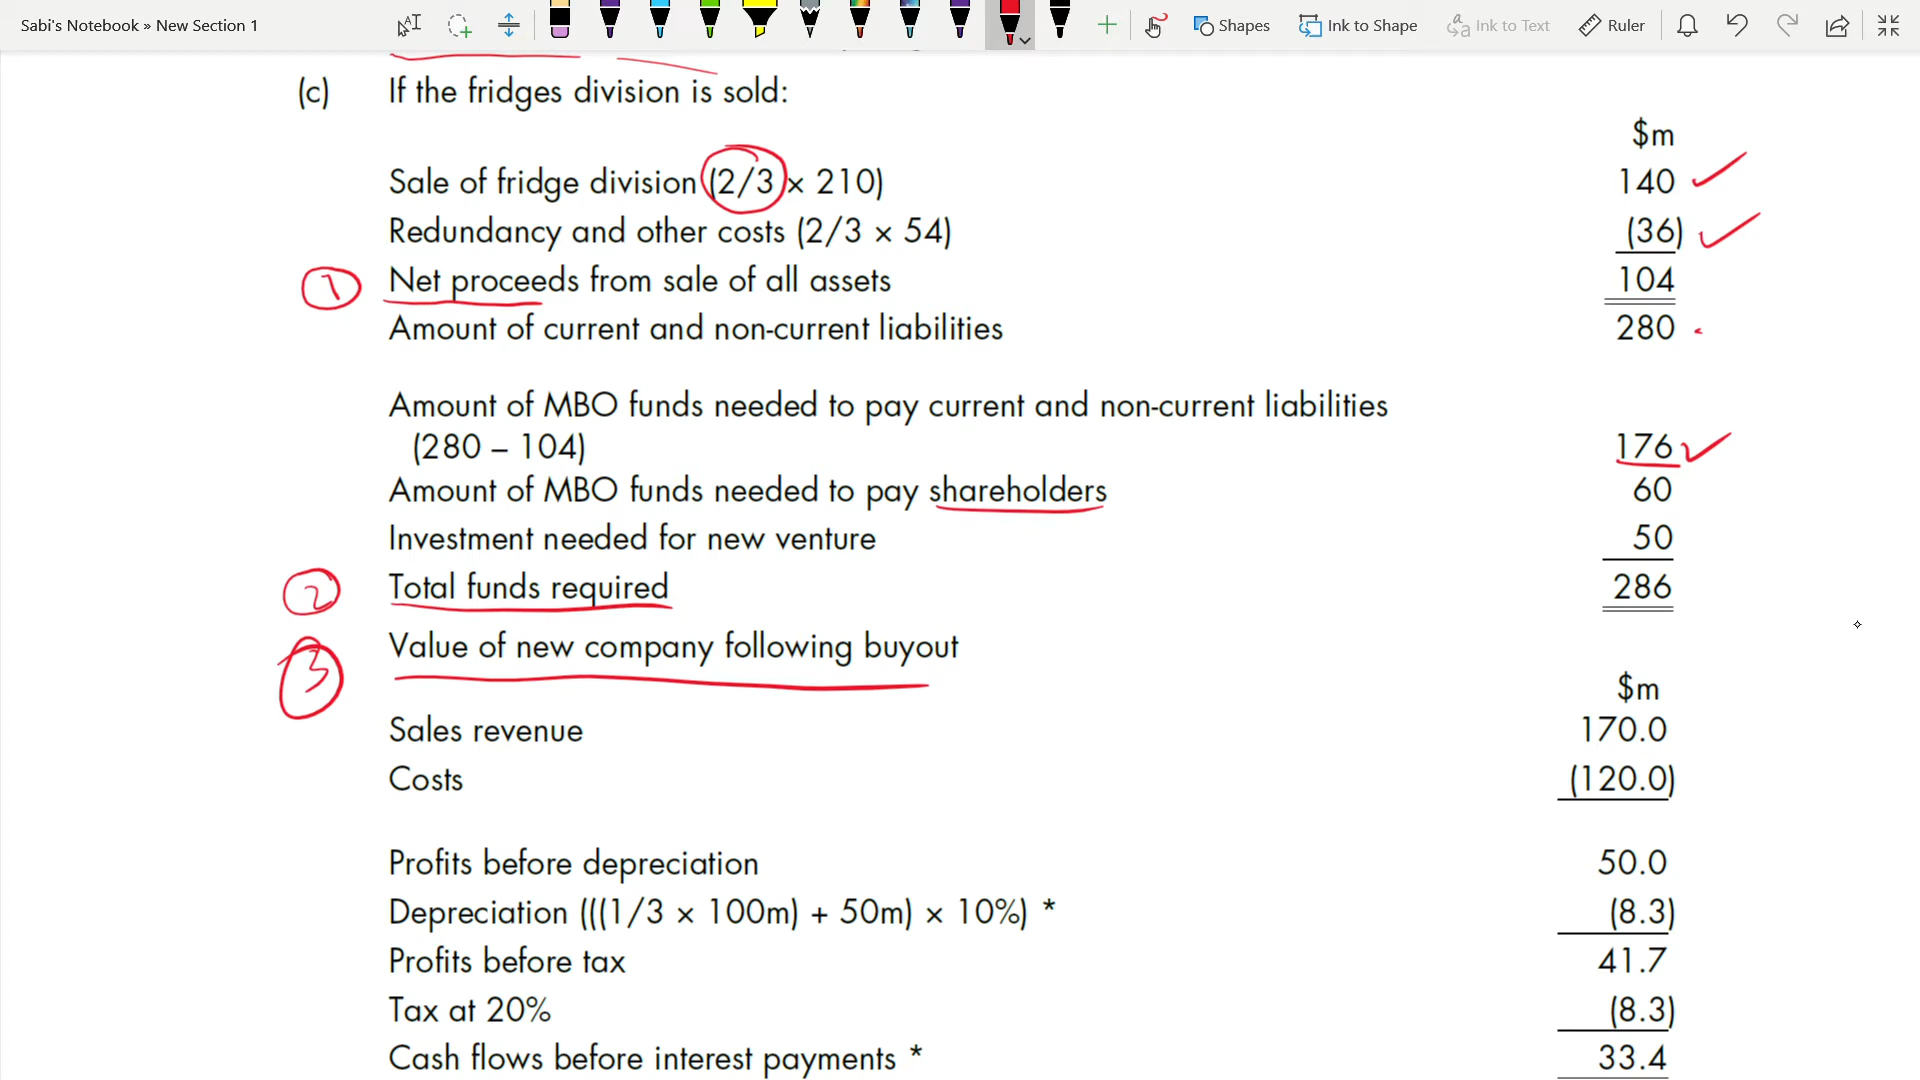 Sabi's Notebook » New Section 1
Shapes
Ink to Shape
Ink to Text
Ruler
(c) If the fridges division is sold:
$m
Sale of fridge division (2/3 × 210) 140
Redundancy and other costs (2/3 × 54) (36)
1 Net proceeds from sale of all assets 104
Amount of current and non-current liabilities 280
Amount of MBO funds needed to pay current and non-current liabilities
(280 – 104) 176
Amount of MBO funds needed to pay shareholders 60
Investment needed for new venture 50
2 Total funds required 286
3 Value of new company following buyout
$m
Sales revenue 170.0
Costs (120.0)
Profits before depreciation 50.0
Depreciation (((1/3 × 100m) + 50m) × 10%) * (8.3)
Profits before tax 41.7
Tax at 20% (8.3)
Cash flows before interest payments * 33.4